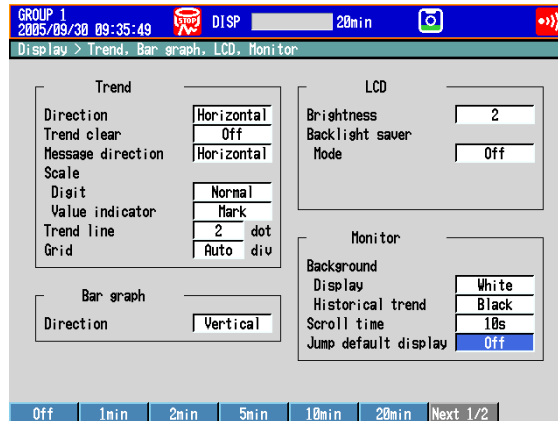 GROUP 1
2005/09/30 09:35:49 STOP DISP 20min
Display > Trend, Bar graph, LCD, Monitor
Trend
Direction Horizontal
Trend clear Off
Message direction Horizontal
Scale
Digit Normal
Value indicator Mark
Trend line 2 dot
Grid Auto div
Bar graph
Direction Vertical
LCD
Brightness 2
Backlight saver
Mode Off
Monitor
Background
Display White
Historical trend Black
Scroll time 10s
Jump default display Off
Off 1min 2min 5min 10min 20min Next 1/2